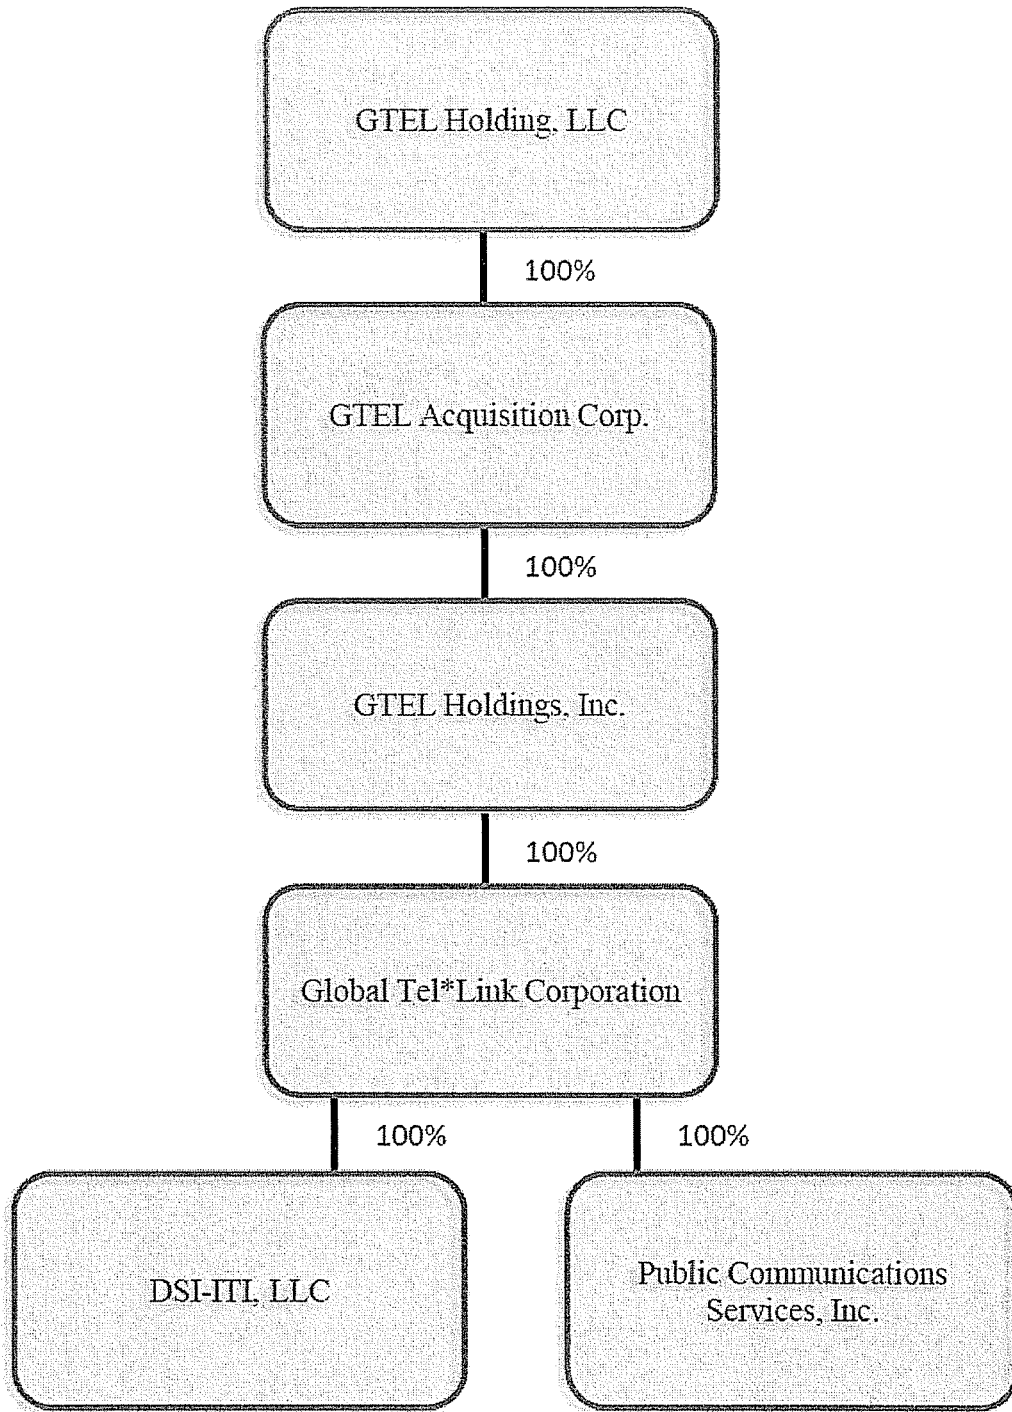 GTEL Holding, LLC
100%
GTEL Acquisition Corp.
100%
GTEL Holdings, Inc.
100%
Global Tel*Link Corporation
100%
100%
DSI-ITI, LLC
Public Communications
Services, Inc.